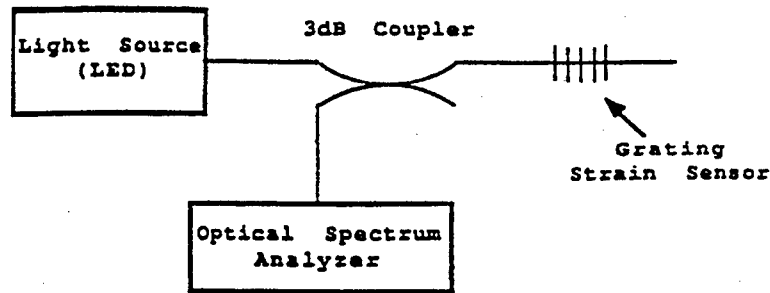 Light Source
(LED)
3dB Coupler
Grating
Strain Sensor
Optical Spectrum
Analyzer